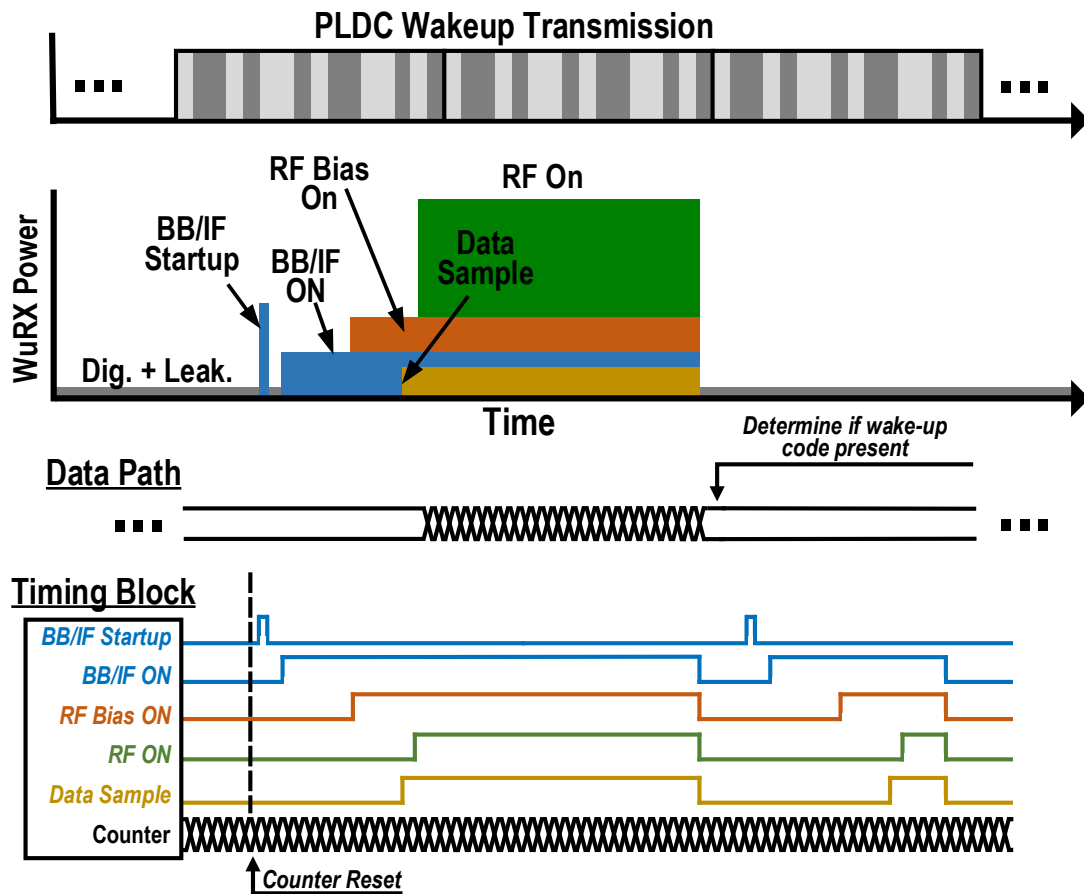 PLDC Wakeup Transmission
RF Bias
On
RF On
BB/IF
Startup
BB/IF
ON
Data
Sample
WuRX Power
Dig. + Leak.
Time
Determine if wake-up
code present
Data Path
Timing Block
BB/IF Startup
BB/IF ON
RF Bias ON
RF ON
Data Sample
Counter
Counter Reset